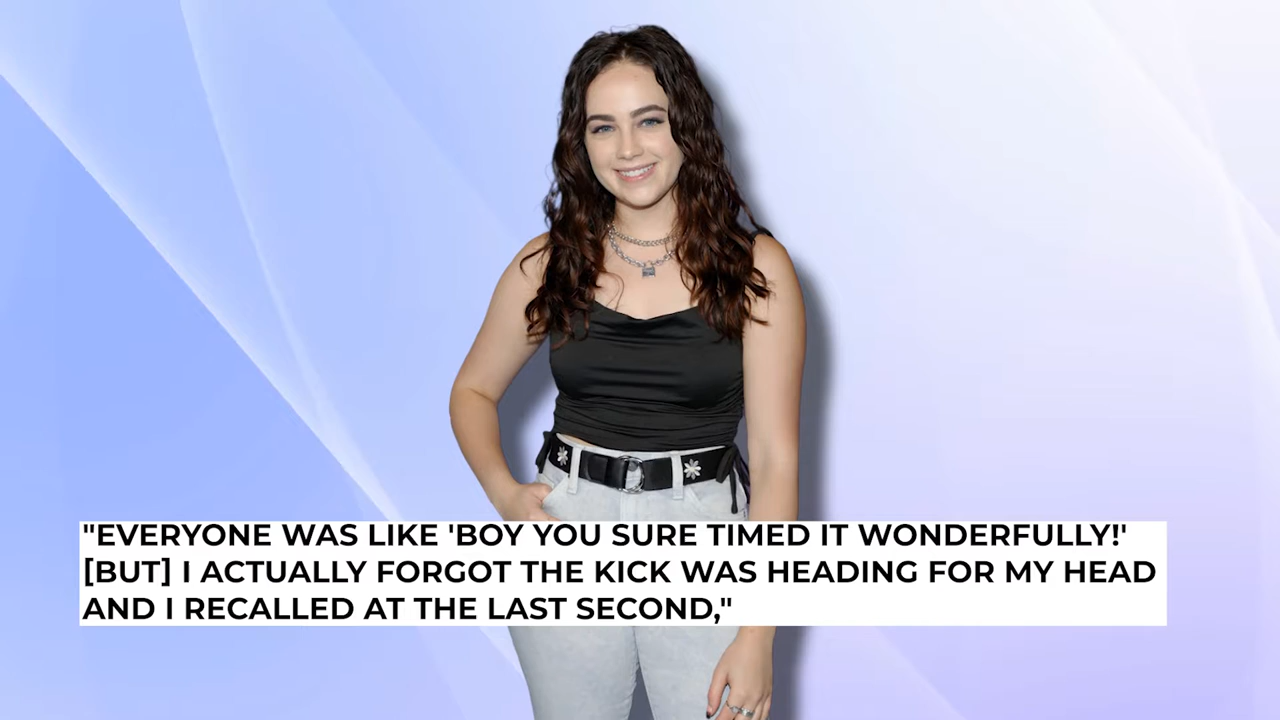 "EVERYONE WAS LIKE 'BOY YOU SURE TIMED IT WONDERFULLY!'
[BUT] I ACTUALLY FORGOT THE KICK WAS HEADING FOR MY HEAD
AND I RECALLED AT THE LAST SECOND,"